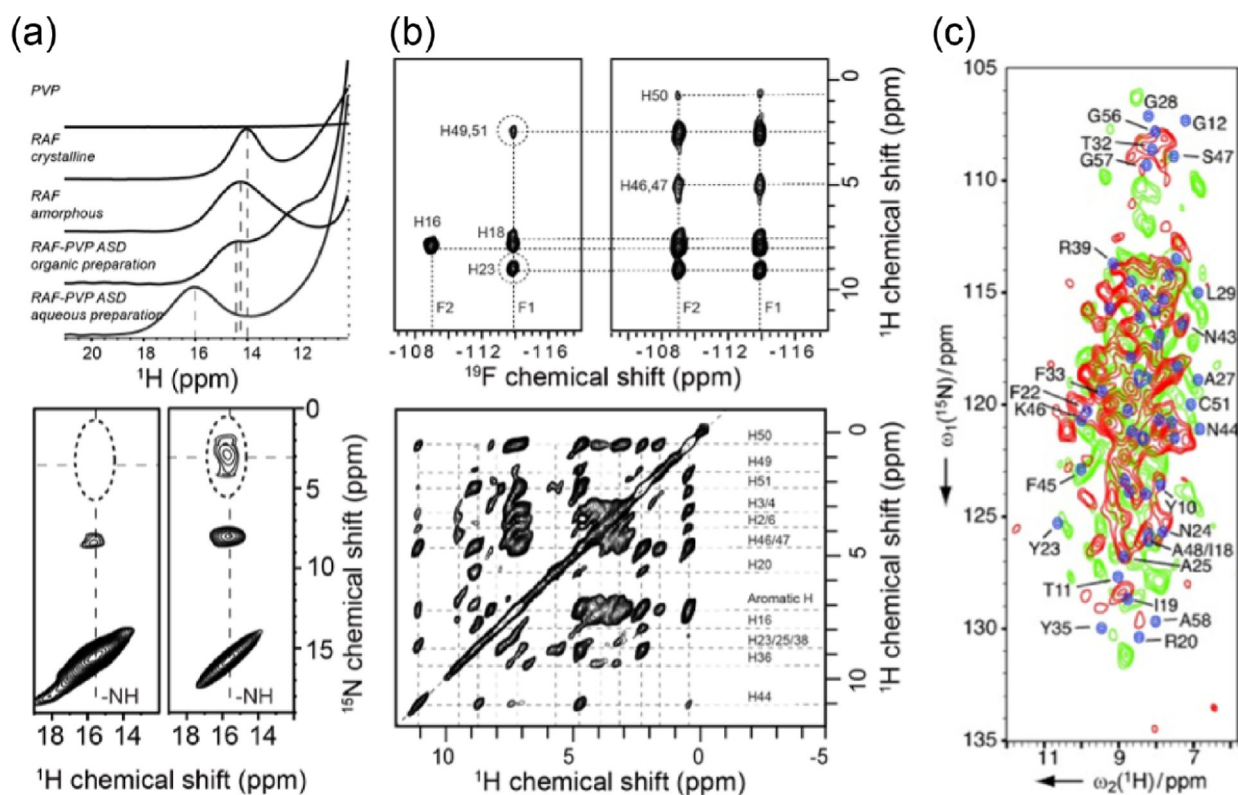 (a)
PVP
RAF
crystalline
RAF
amorphous
RAF-PVP ASD
organic preparation
RAF-PVP ASD
aqueous preparation
20 18 16 14 12
¹H (ppm)
-NH
-NH
0
5
10
15
¹⁵N chemical shift (ppm)
18 16 14
18 16 14
¹H chemical shift (ppm)
(b)
H49,51
H16
H18
H23
F2
F1
H50
H46,47
F2
F1
0
5
10
¹H chemical shift (ppm)
-108 -112 -116
-108 -112 -116
¹⁹F chemical shift (ppm)
H50
H49
H51
H3/4
H2/6
H46/47
H20
Aromatic H
H16
H23/25/38
H36
H44
0
5
10
¹H chemical shift (ppm)
10 5 0 -5
¹H chemical shift (ppm)
(c)
105
110
115
120
125
130
135
ω₁(¹⁵N)/ppm
G28
G56
G12
T32
S47
G57
R39
L29
N43
F33
A27
F22
K46
C51
N44
F45
Y10
Y23
N24
A48/I18
A25
T11
I19
A58
Y35
R20
11 9 7
ω₂(¹H)/ppm